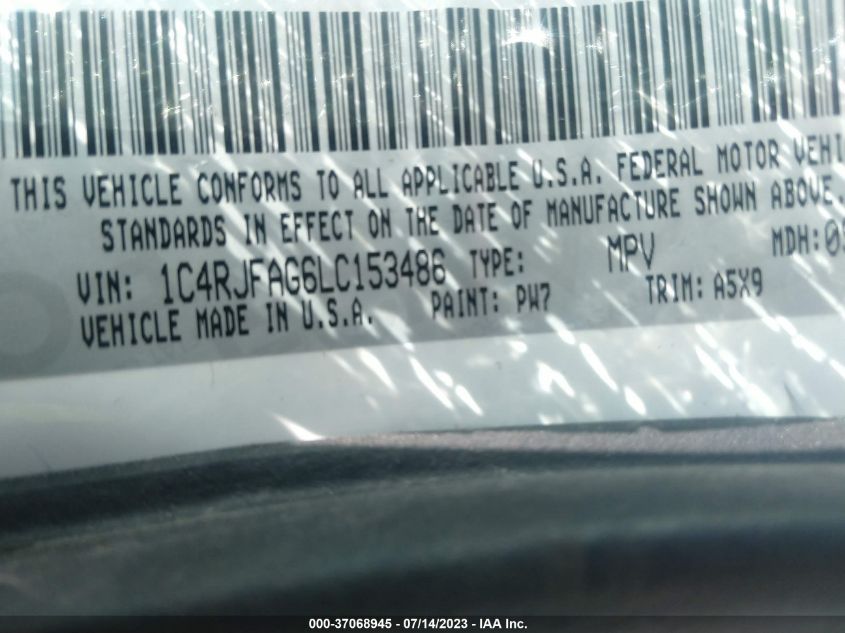 THIS VEHICLE CONFORMS TO ALL APPLICABLE U.S.A. FEDERAL MOTOR VEHI
STANDARDS IN EFFECT ON THE DATE OF MANUFACTURE SHOWN ABOVE.
VIN: 1C4RJFAG6LC153486 TYPE: MPV MDH:0
VEHICLE MADE IN U.S.A. PAINT: PW7 TRIM: A5X9
000-37068945 - 07/14/2023 - IAA Inc.